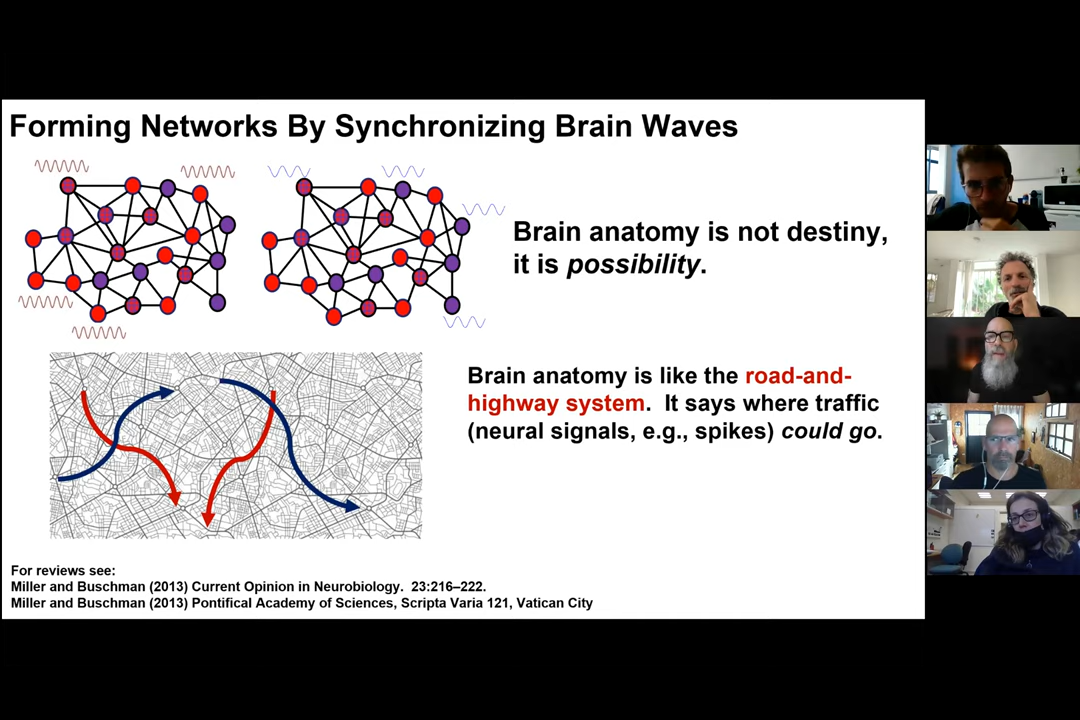 Forming Networks By Synchronizing Brain Waves
Brain anatomy is not destiny,
it is possibility.
Brain anatomy is like the road-and-
highway system. It says where traffic
(neural signals, e.g., spikes) could go.
For reviews see:
Miller and Buschman (2013) Current Opinion in Neurobiology. 23:216–222.
Miller and Buschman (2013) Pontifical Academy of Sciences, Scripta Varia 121, Vatican City